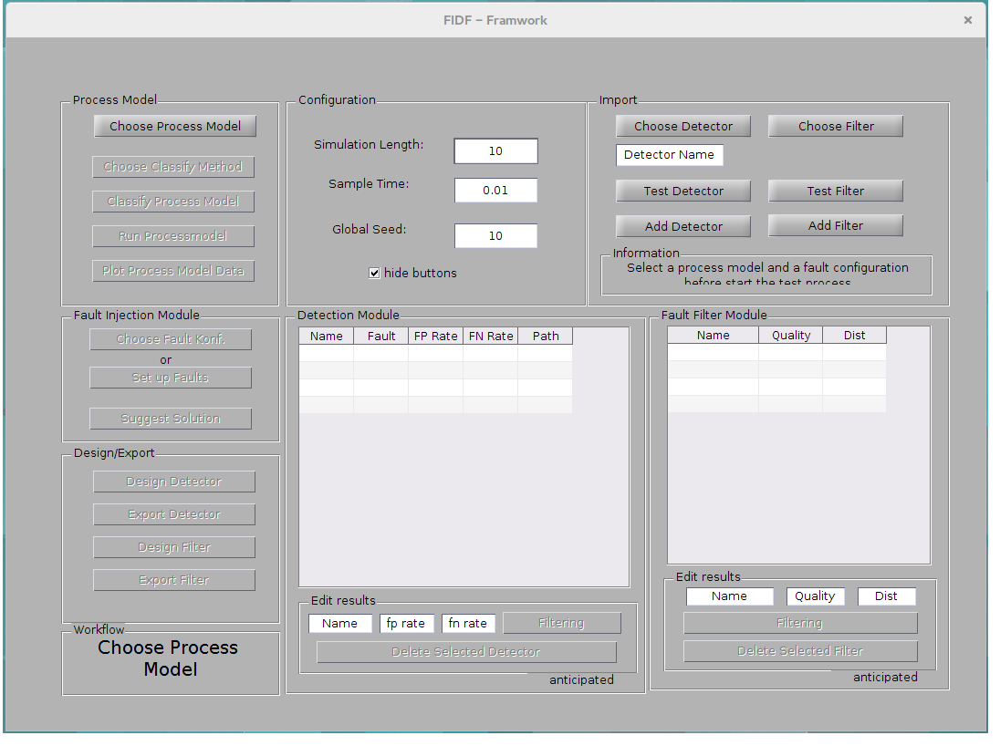 FIDF – Framwork
Process Model
Choose Process Model
Choose Classify Method
Classify Process Model
Run Processmodel
Plot Process Model Data
Configuration
Simulation Length:
10
Sample Time:
0.01
Global Seed:
10
hide buttons
Import
Choose Detector
Choose Filter
Detector Name
Test Detector
Test Filter
Add Detector
Add Filter
Information
Select a process model and a fault configuration
before start the test process
Fault Injection Module
Choose Fault Konf.
or
Set up Faults
Suggest Solution
Design/Export
Design Detector
Export Detector
Design Filter
Export Filter
Workflow
Choose Process
Model
Detection Module
Name Fault FP Rate FN Rate Path
Edit results
Name fp rate fn rate Filtering
Delete Selected Detector
anticipated
Fault Filter Module
Name Quality Dist
Edit results
Name Quality Dist
Filtering
Delete Selected Filter
anticipated